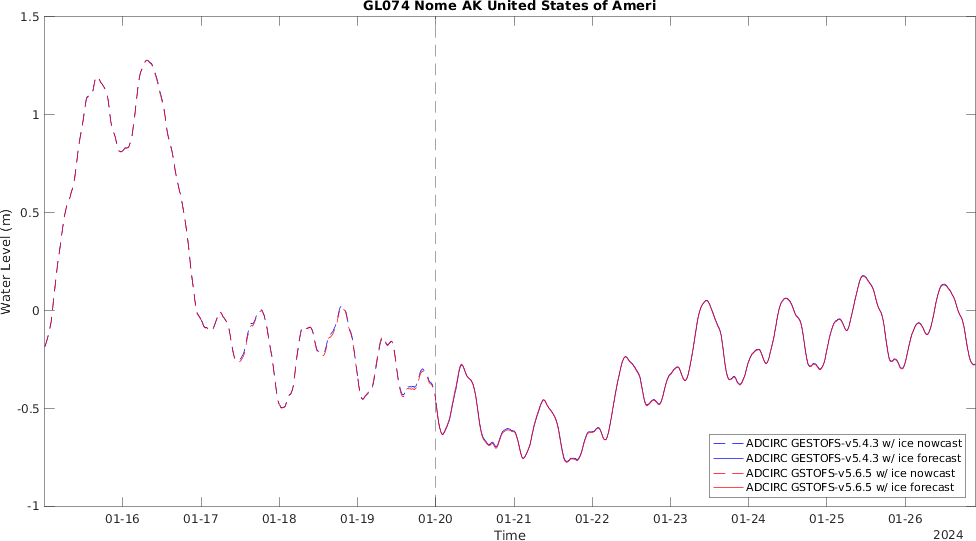 GL074 Nome AK United States of Ameri
Water Level (m)
1.5
1
0.5
0
-0.5
-1
01-16 01-17 01-18 01-19 01-20 01-21 01-22 01-23 01-24 01-25 01-26
Time
2024
ADCIRC GESTOFS-v5.4.3 w/ ice nowcast
ADCIRC GESTOFS-v5.4.3 w/ ice forecast
ADCIRC GSTOFS-v5.6.5 w/ ice nowcast
ADCIRC GSTOFS-v5.6.5 w/ ice forecast